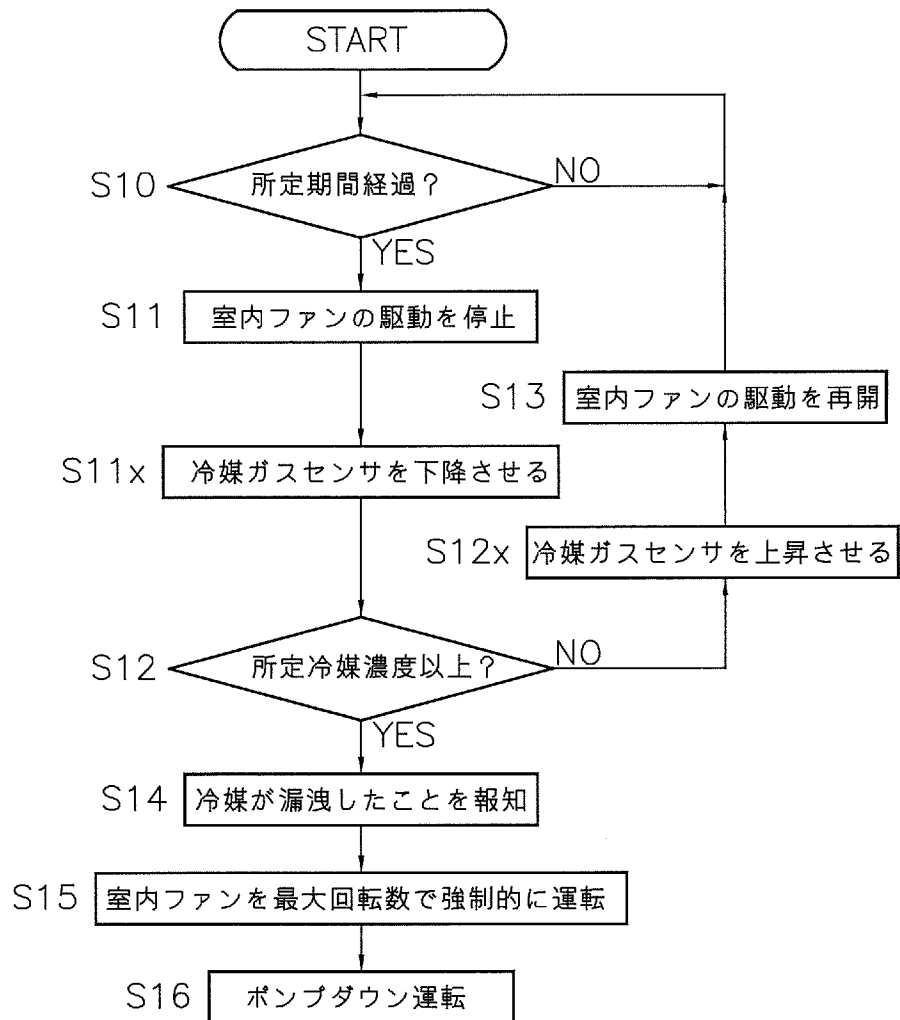 START
S10
所定期間経過?
NO
YES
S11
室内ファンの駆動を停止
S13
室内ファンの駆動を再開
S11x
冷媒ガスセンサを下降させる
S12x
冷媒ガスセンサを上昇させる
S12
所定冷媒濃度以上?
NO
YES
S14
冷媒が漏洩したことを報知
S15
室内ファンを最大回転数で強制的に運転
S16
ポンプダウン運転